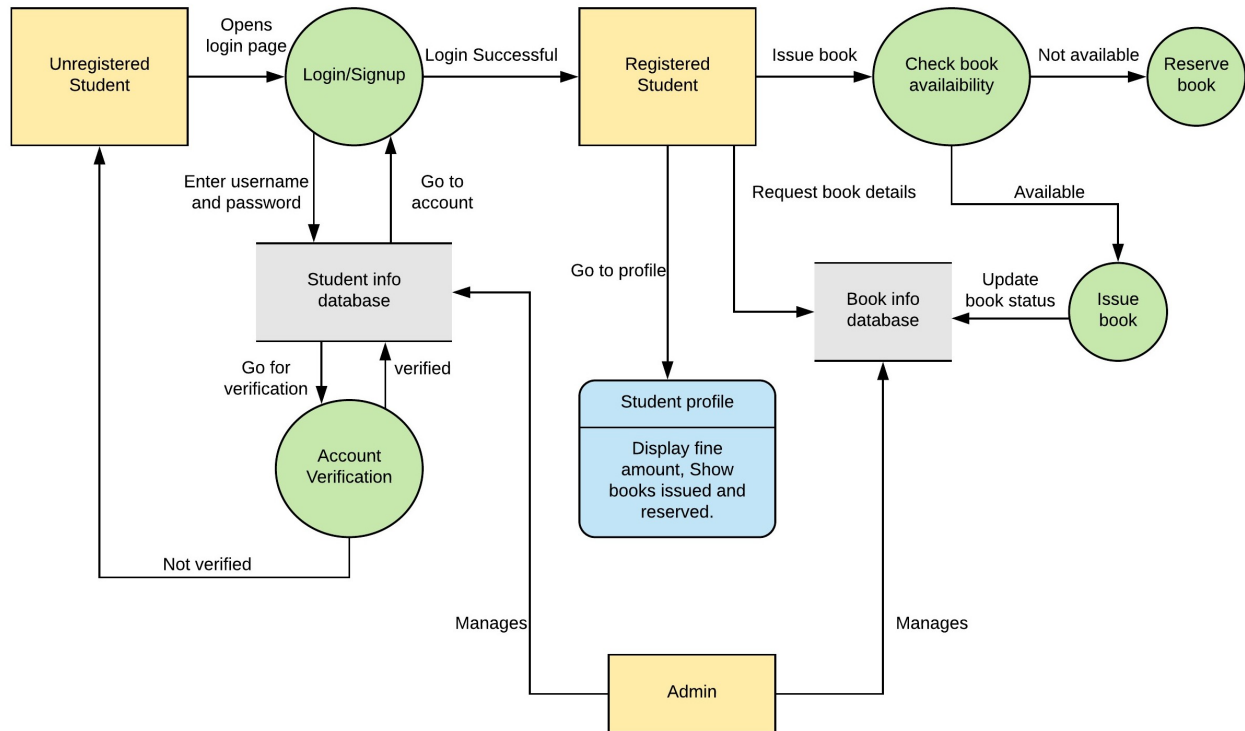 Unregistered
Student
Opens
login page
Login/Signup
Login Successful
Registered
Student
Issue book
Check book
availaibility
Not available
Reserve
book
Enter username
and password
Go to
account
Request book details
Available
Student info
database
Go to profile
Book info
database
Update
book status
Issue
book
Go for
verification
verified
Student profile
Display fine
amount, Show
books issued and
reserved.
Account
Verification
Not verified
Manages
Manages
Admin